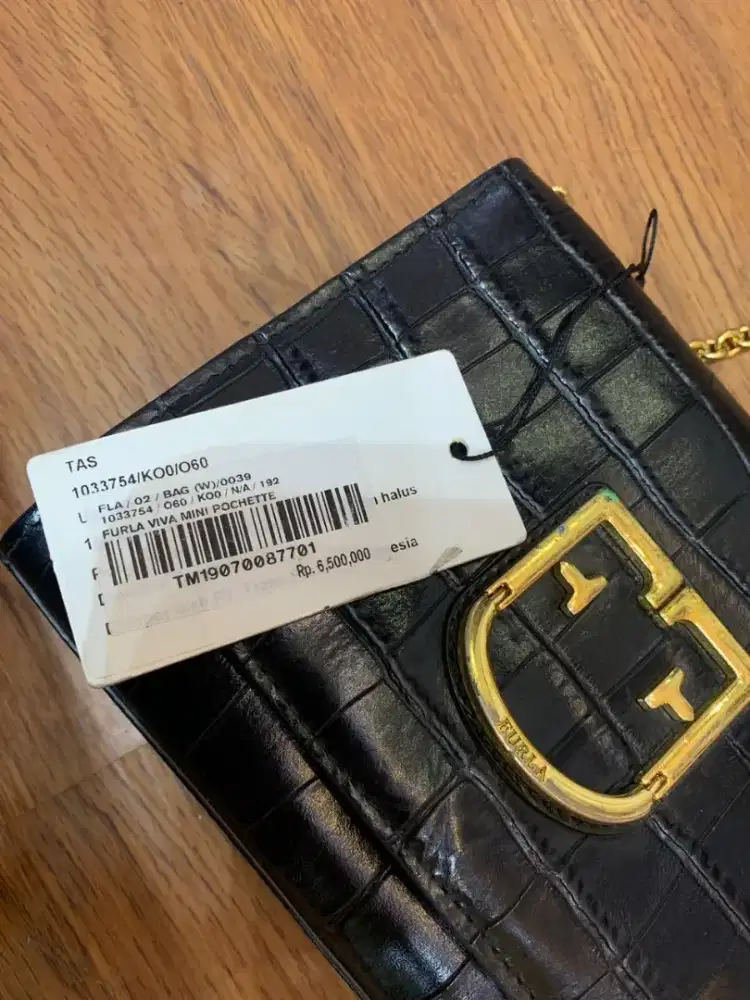 TAS
1033754/KO0/O60
FLA / O2 / BAG (W)/0039
1033754 / O60 / K00 / N/A / 192
FURLA VIVA MINI POCHETTE
halus
TM19070087701
Rp. 6,500,000
esia
FURLA